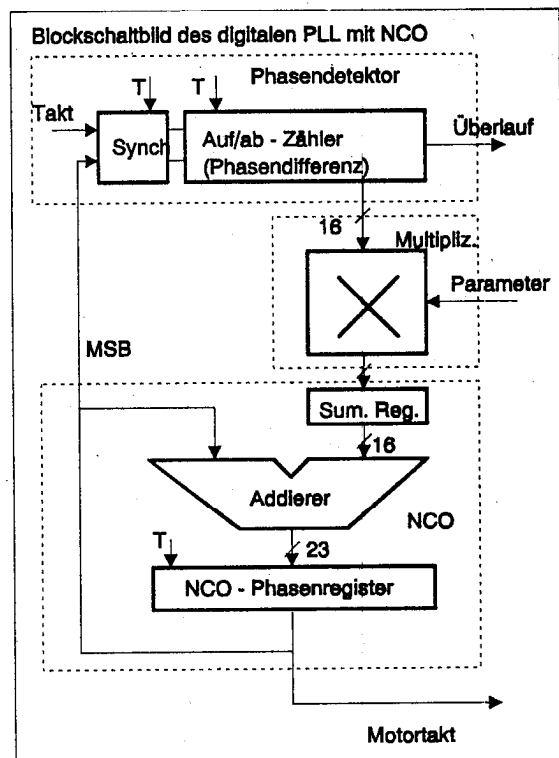 Blockschaltbild des digitalen PLL mit NCO
T
T
Phasendetektor
Takt
Synch
Auf/ab - Zähler
(Phasendifferenz)
Überlauf
16
Multipliz.
Parameter
MSB
Sum. Reg.
16
Addierer
NCO
T
23
NCO - Phasenregister
Motortakt